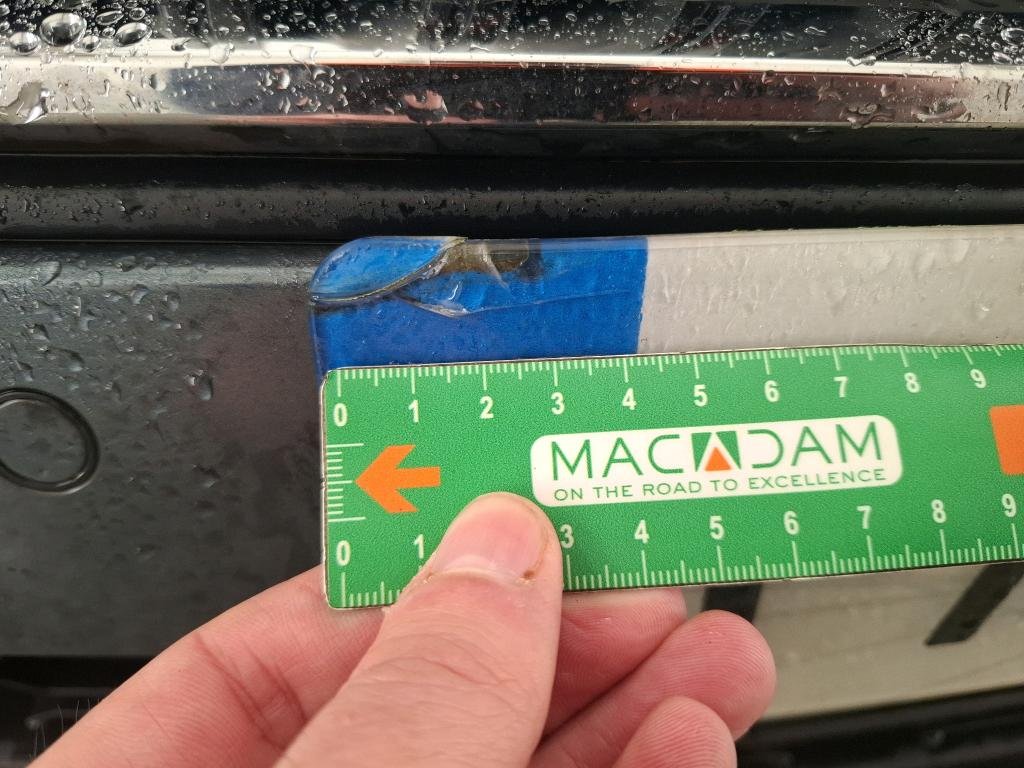 0 1 2 3 4 5 6 7 8 9
MACADAM
ON THE ROAD TO EXCELLENCE
0 1 3 4 5 6 7 8 9